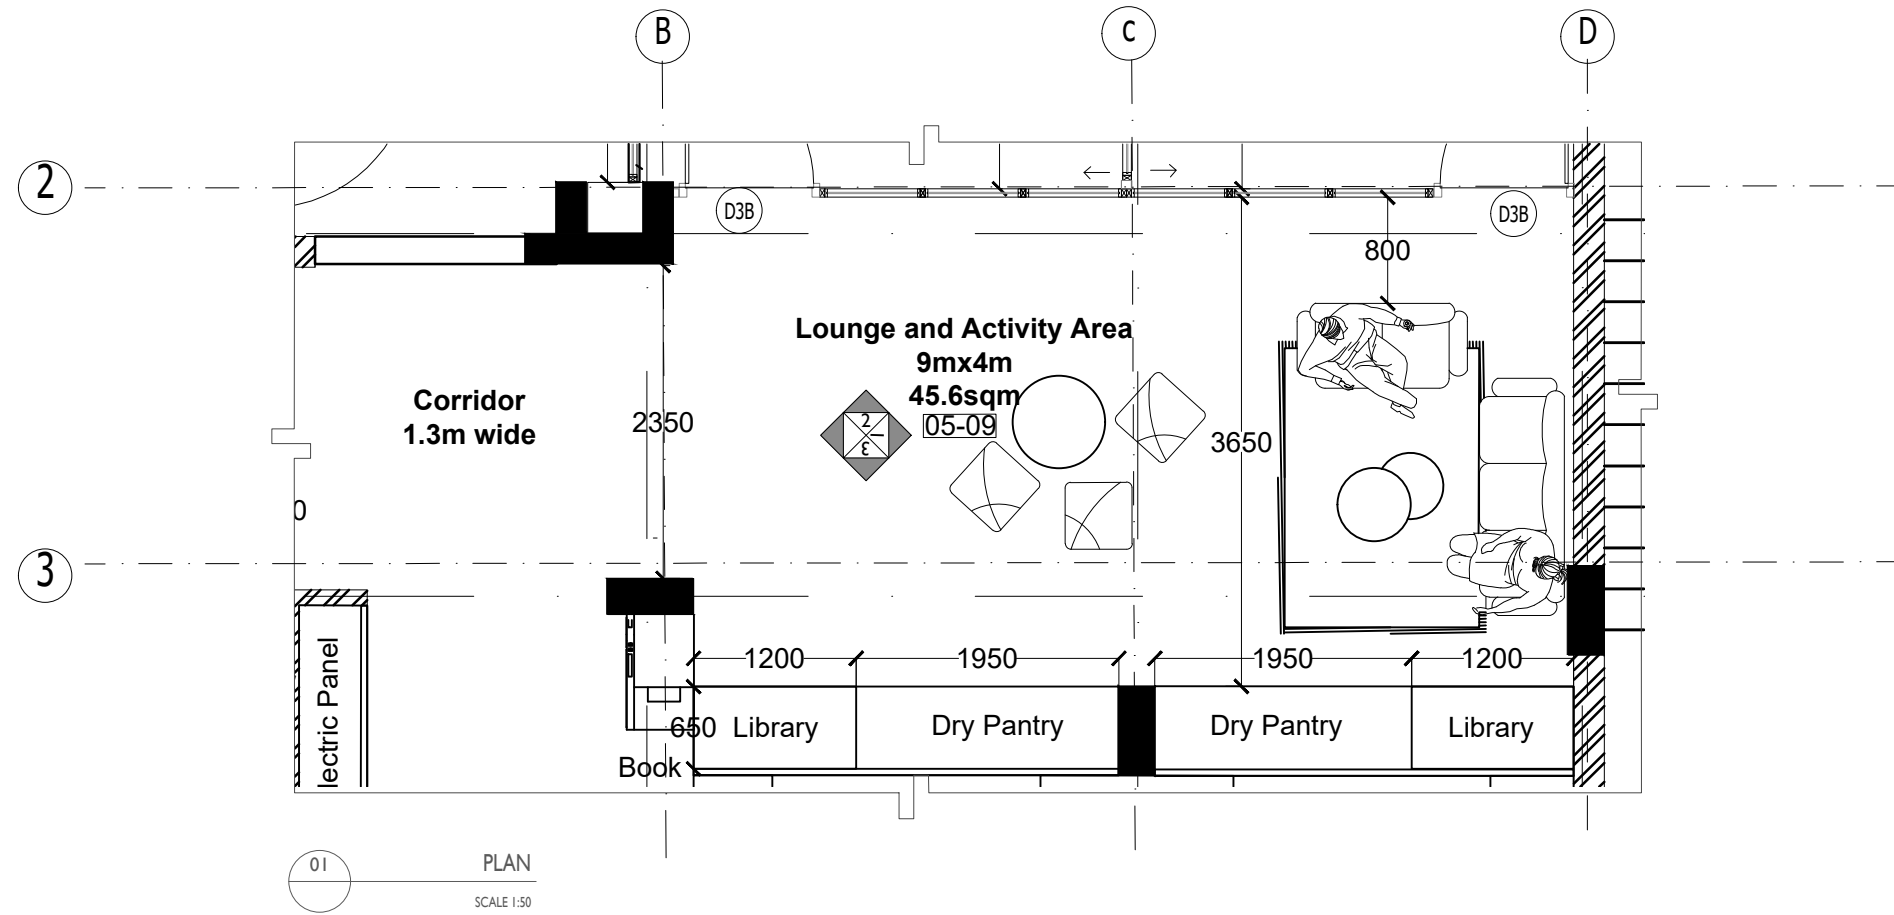 B
c
D
2
D3B
D3B
800
Lounge and Activity Area
9mx4m
45.6sqm
05-09
Corridor
1.3m wide
2350
2
1
3
3650
0
3
1200
1950
1950
1200
lectric Panel
650
Library
Dry Pantry
Dry Pantry
Library
Book
01
PLAN
SCALE 1:50